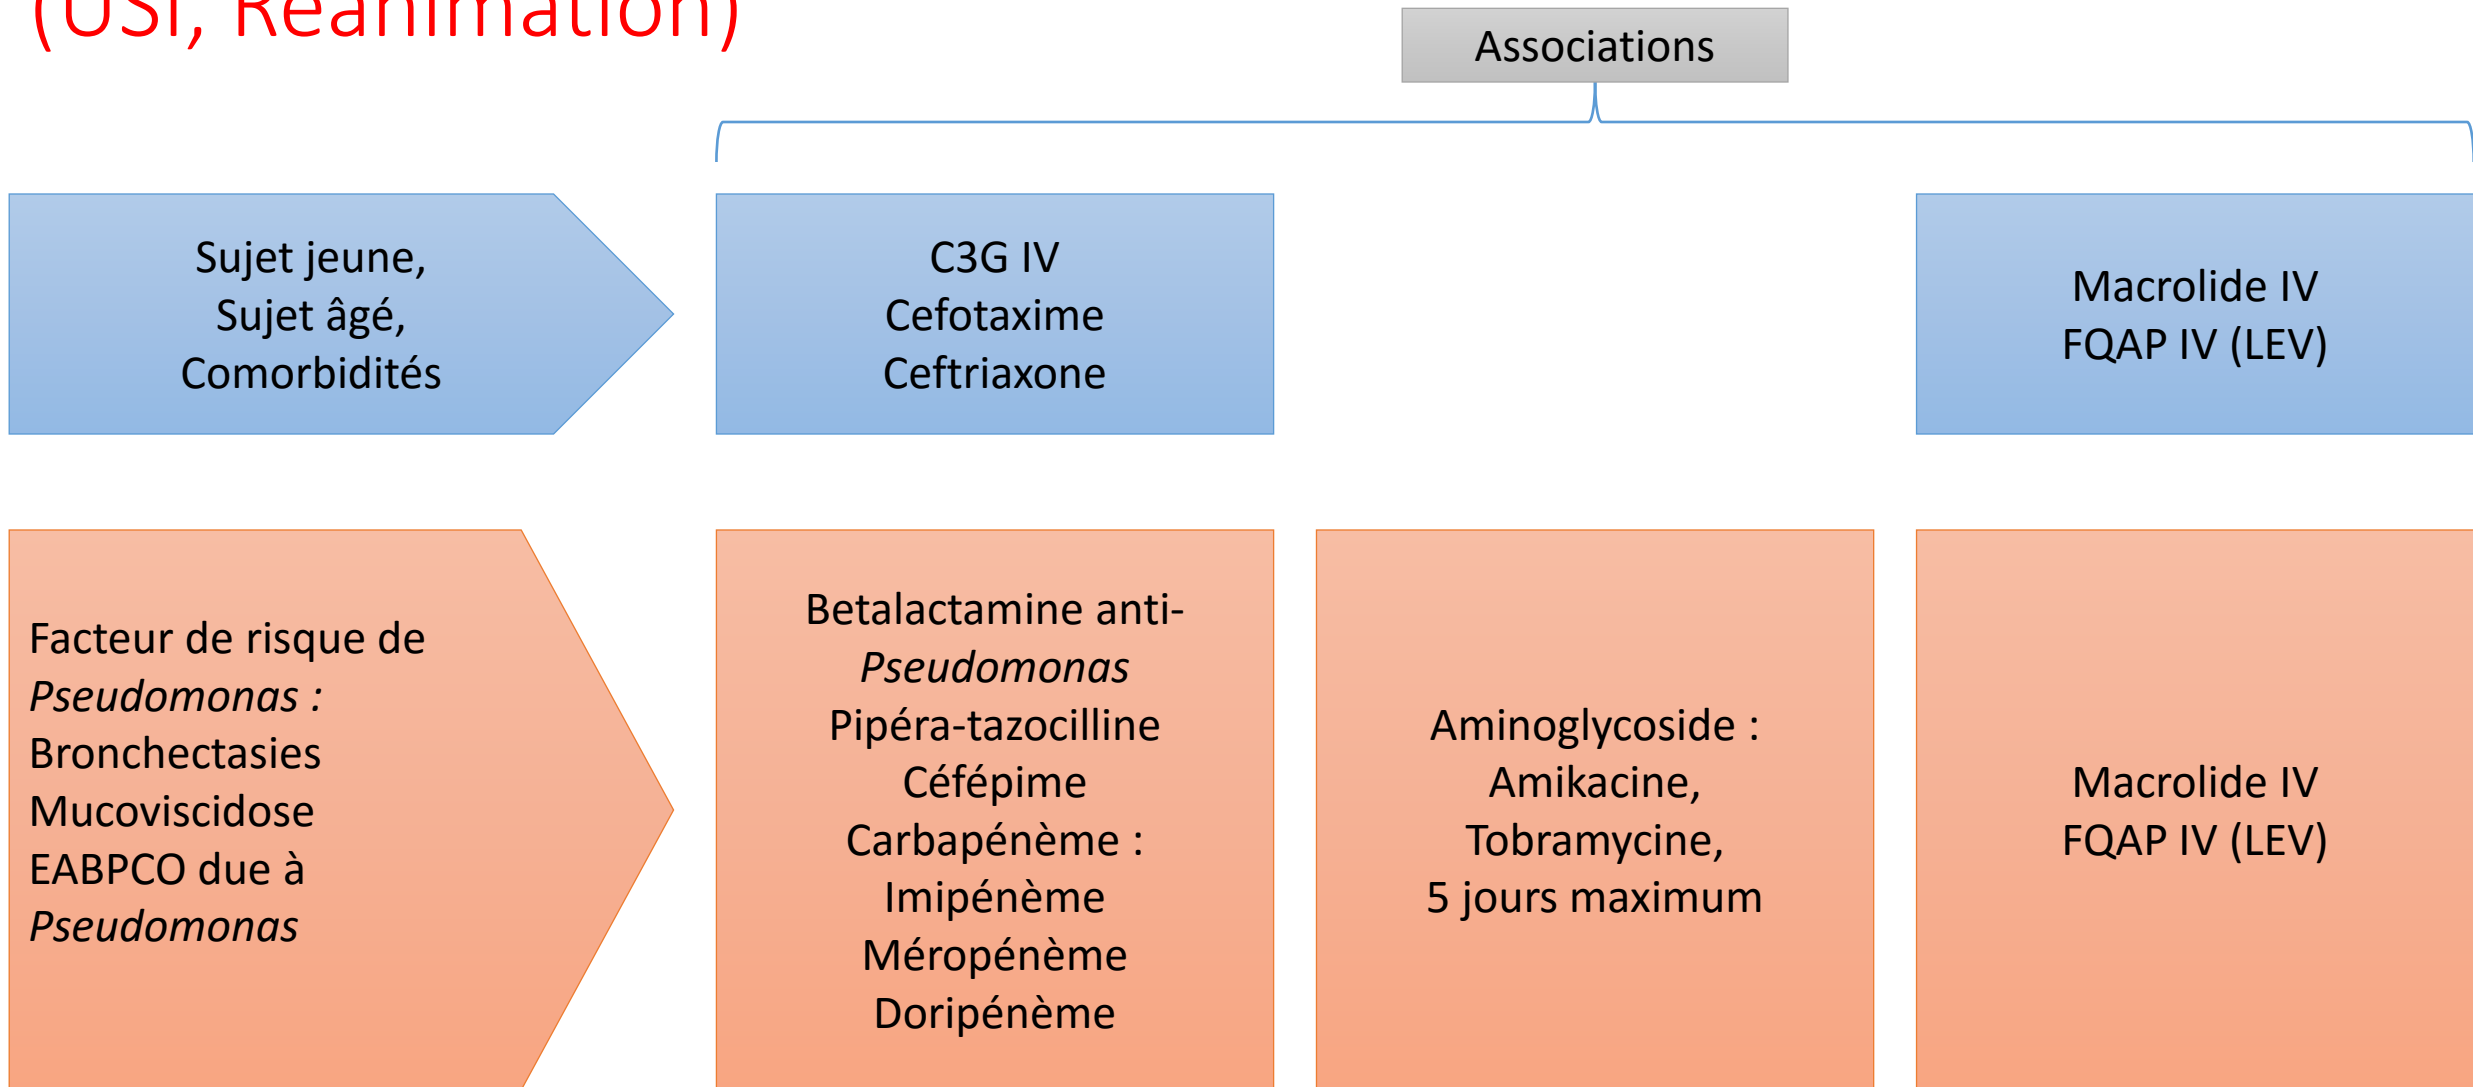 (USI, Réanimation)
Associations
Sujet jeune,
Sujet âgé,
Comorbidités
C3G IV
Cefotaxime
Ceftriaxone
Macrolide IV
FQAP IV (LEV)
Facteur de risque de
Pseudomonas :
Bronchectasies
Mucoviscidose
EABPCO due à
Pseudomonas
Betalactamine anti-
Pseudomonas
Pipéra-tazocilline
Céfépime
Carbapénème :
Imipénème
Méropénème
Doripénème
Aminoglycoside :
Amikacine,
Tobramycine,
5 jours maximum
Macrolide IV
FQAP IV (LEV)